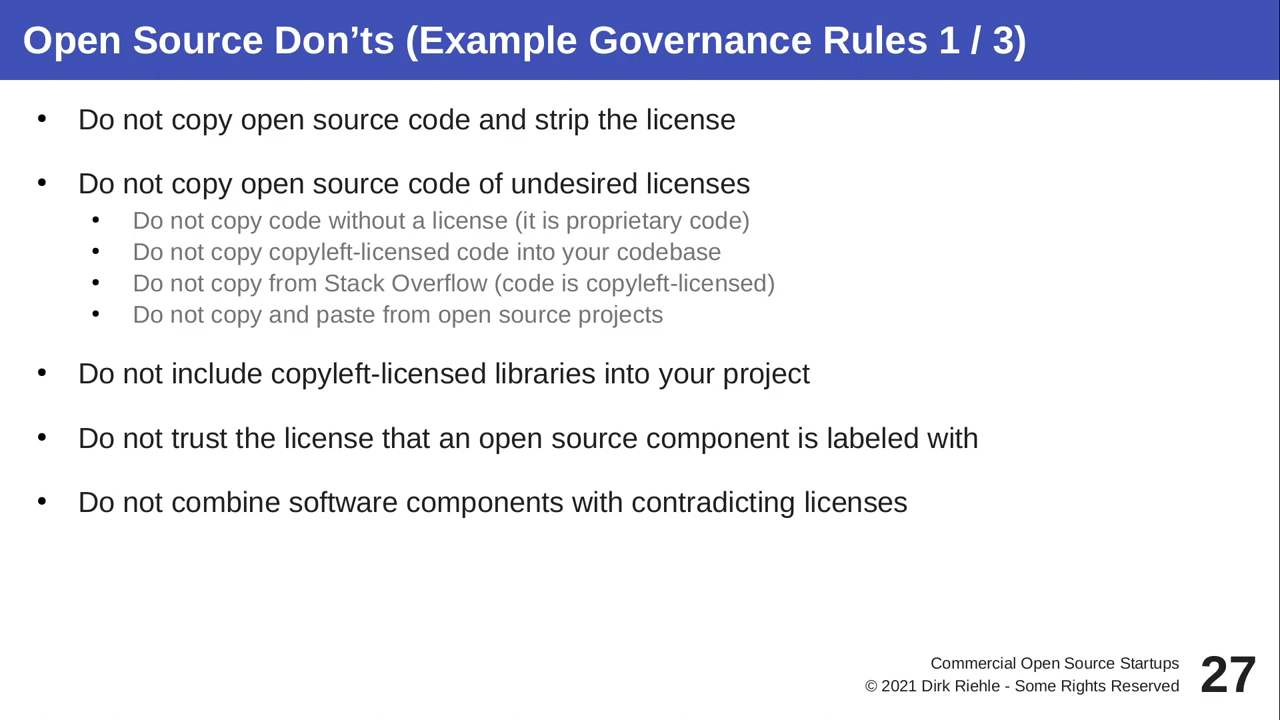 Open Source Don’ts (Example Governance Rules 1 / 3)
• Do not copy open source code and strip the license
• Do not copy open source code of undesired licenses
• Do not copy code without a license (it is proprietary code)
• Do not copy copyleft-licensed code into your codebase
• Do not copy from Stack Overflow (code is copyleft-licensed)
• Do not copy and paste from open source projects
• Do not include copyleft-licensed libraries into your project
• Do not trust the license that an open source component is labeled with
• Do not combine software components with contradicting licenses
Commercial Open Source Startups
© 2021 Dirk Riehle - Some Rights Reserved
27